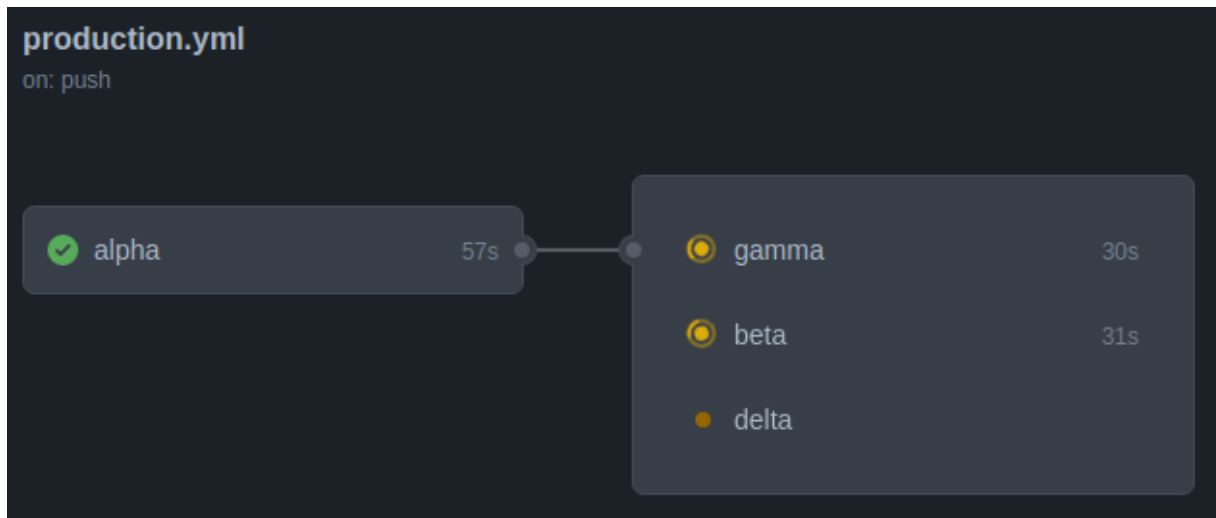 production.yml
on: push
alpha 57s
gamma 30s
beta 31s
delta